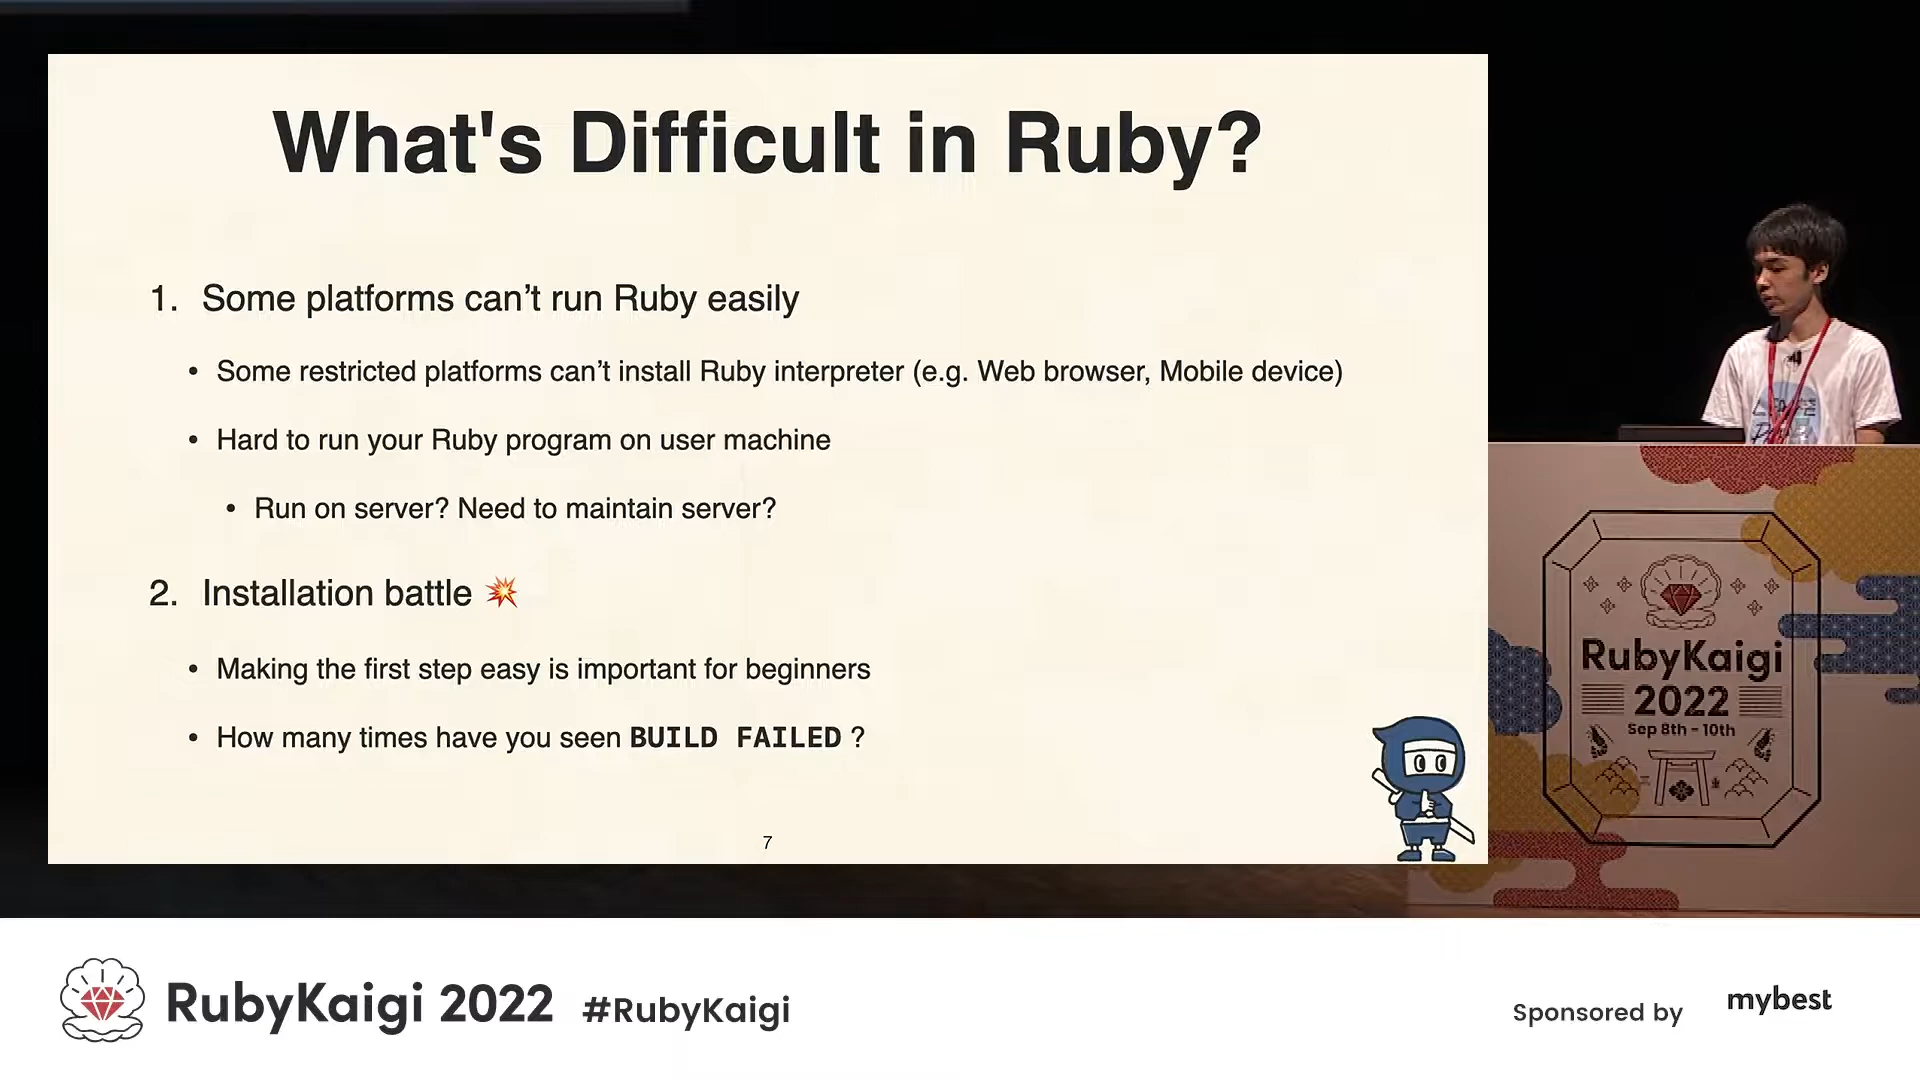 What's Difficult in Ruby?
1. Some platforms can’t run Ruby easily
• Some restricted platforms can’t install Ruby interpreter (e.g. Web browser, Mobile device)
• Hard to run your Ruby program on user machine
• Run on server? Need to maintain server?
2. Installation battle 💥
• Making the first step easy is important for beginners
• How many times have you seen BUILD FAILED ?
7
RubyKaigi
2022
Sep 8th - 10th
RubyKaigi 2022 #RubyKaigi
Sponsored by mybest